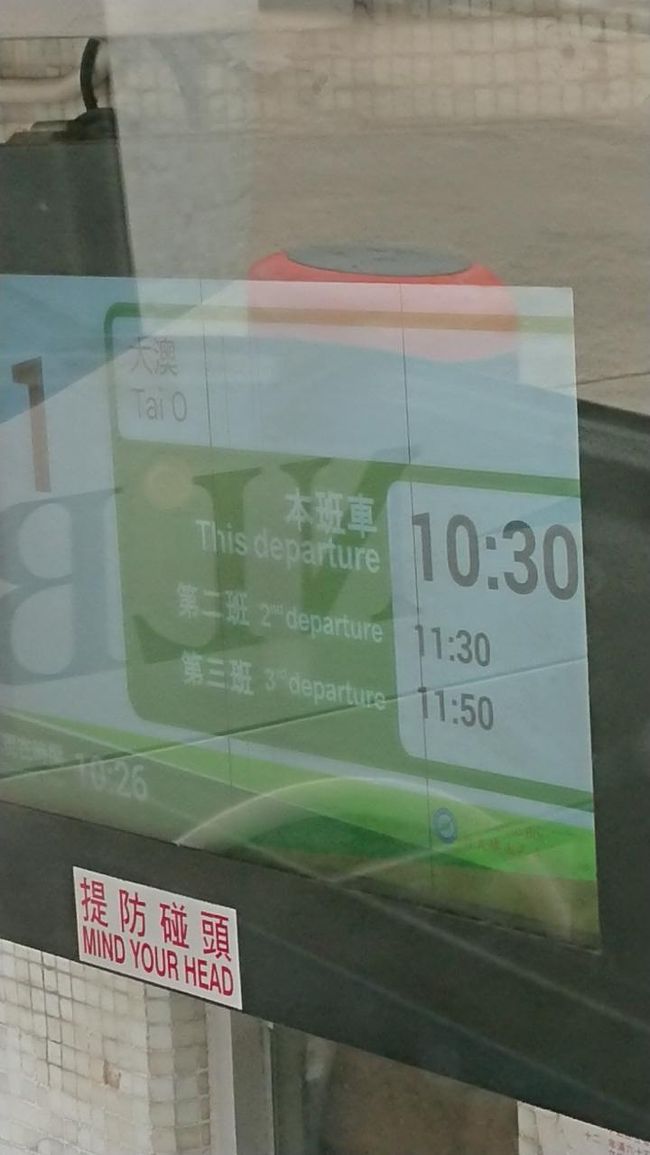 1
大澳
Tai O
本班車
This departure
10:30
第二班 2nd departure
11:30
第三班 3rd departure
11:50
10:26
提防碰頭
MIND YOUR HEAD